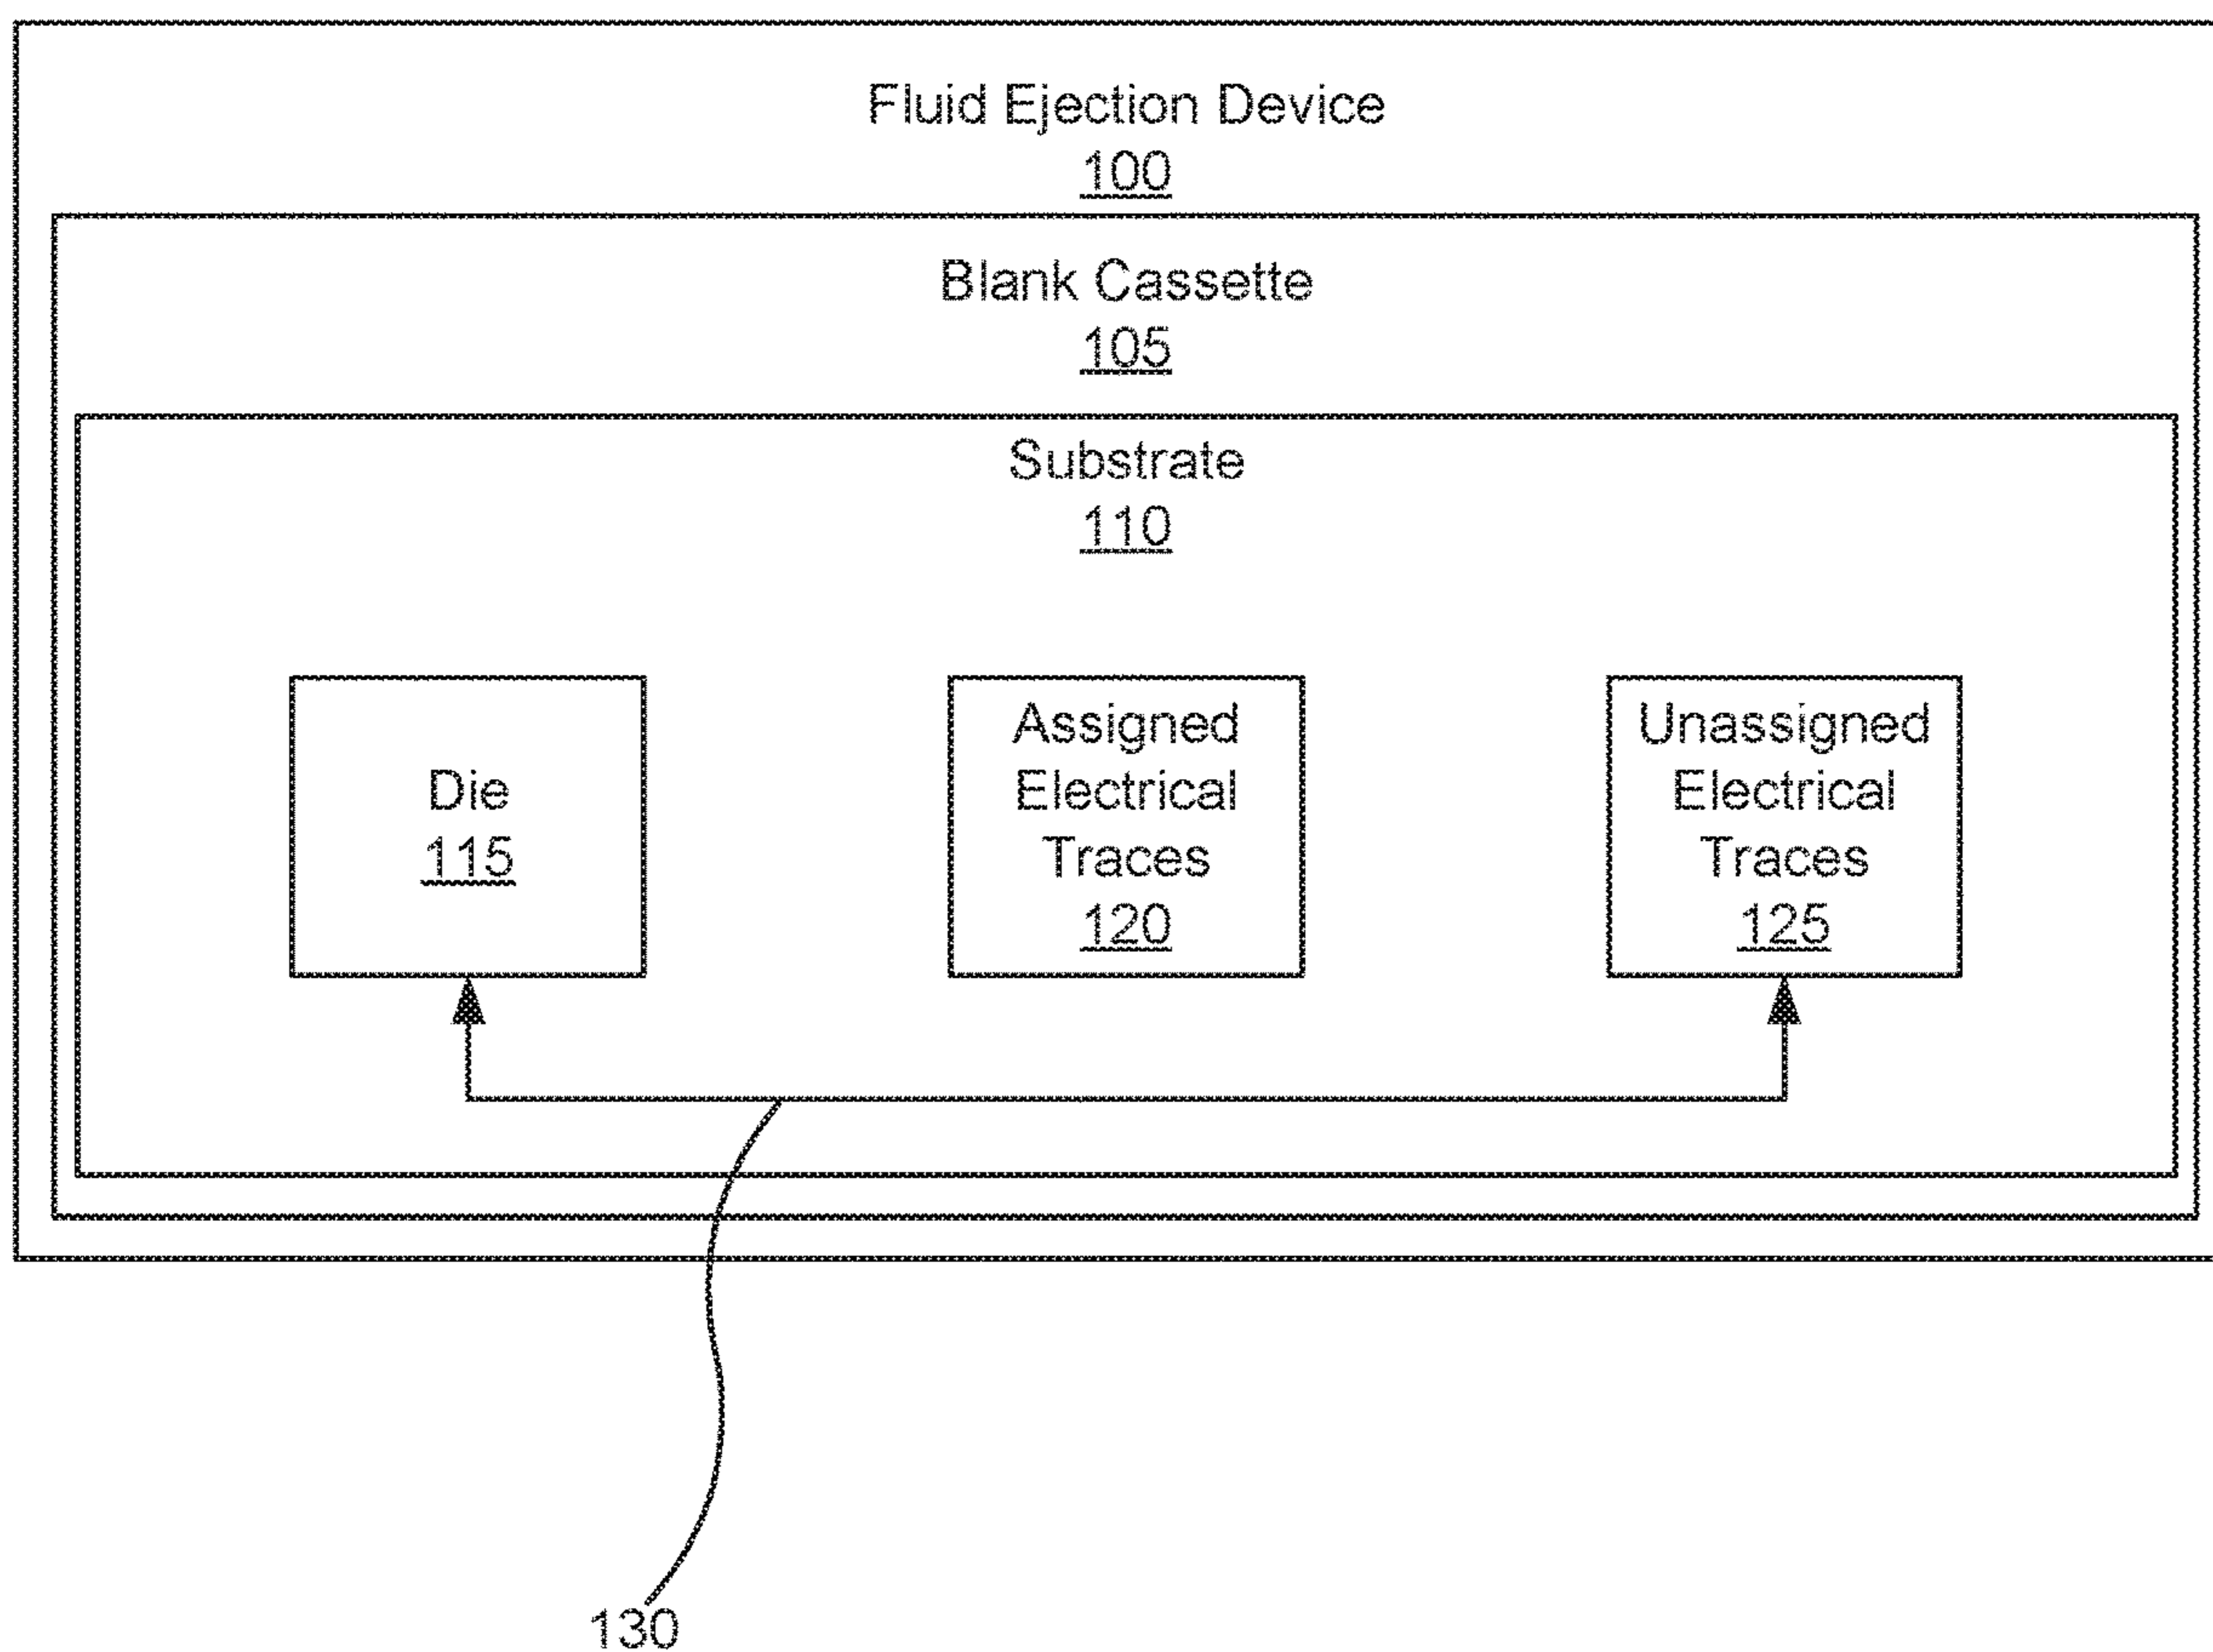 Fluid Ejection Device
100
Blank Cassette
105
Substrate
110
Die
115
Assigned
Electrical
Traces
120
Unassigned
Electrical
Traces
125
130